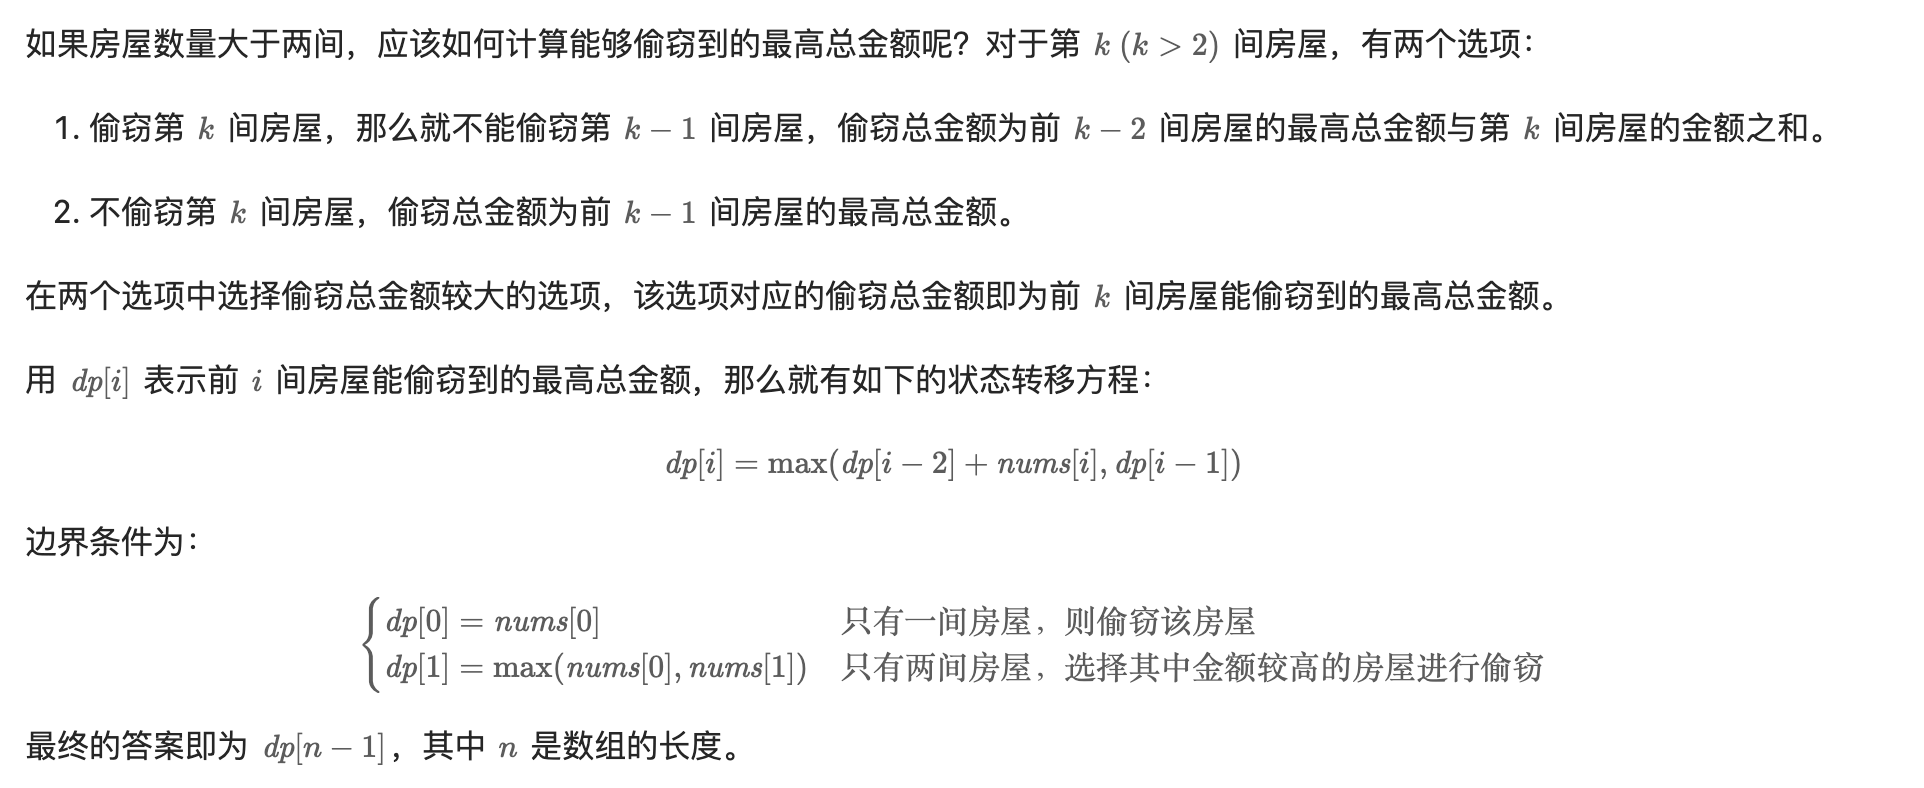 如果房屋数量大于两间，应该如何计算能够偷窃到的最高总金额呢？对于第 k (k > 2) 间房屋，有两个选项：
1. 偷窃第 k 间房屋，那么就不能偷窃第 k − 1 间房屋，偷窃总金额为前 k − 2 间房屋的最高总金额与第 k 间房屋的金额之和。
2. 不偷窃第 k 间房屋，偷窃总金额为前 k − 1 间房屋的最高总金额。
在两个选项中选择偷窃总金额较大的选项，该选项对应的偷窃总金额即为前 k 间房屋能偷窃到的最高总金额。
用 dp[i] 表示前 i 间房屋能偷窃到的最高总金额，那么就有如下的状态转移方程：
dp[i] = max(dp[i − 2] + nums[i], dp[i − 1])
边界条件为：
dp[0] = nums[0] 只有一间房屋，则偷窃该房屋
dp[1] = max(nums[0], nums[1]) 只有两间房屋，选择其中金额较高的房屋进行偷窃
最终的答案即为 dp[n − 1]，其中 n 是数组的长度。